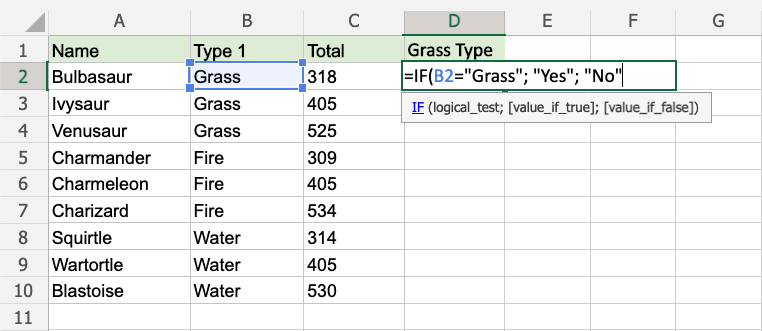 A B C D E F G
1 Name Type 1 Total Grass Type
2 Bulbasaur Grass 318 =IF(B2="Grass"; "Yes"; "No"
3 Ivysaur Grass 405 IF (logical_test; [value_if_true]; [value_if_false])
4 Venusaur Grass 525
5 Charmander Fire 309
6 Charmeleon Fire 405
7 Charizard Fire 534
8 Squirtle Water 314
9 Wartortle Water 405
10 Blastoise Water 530
11